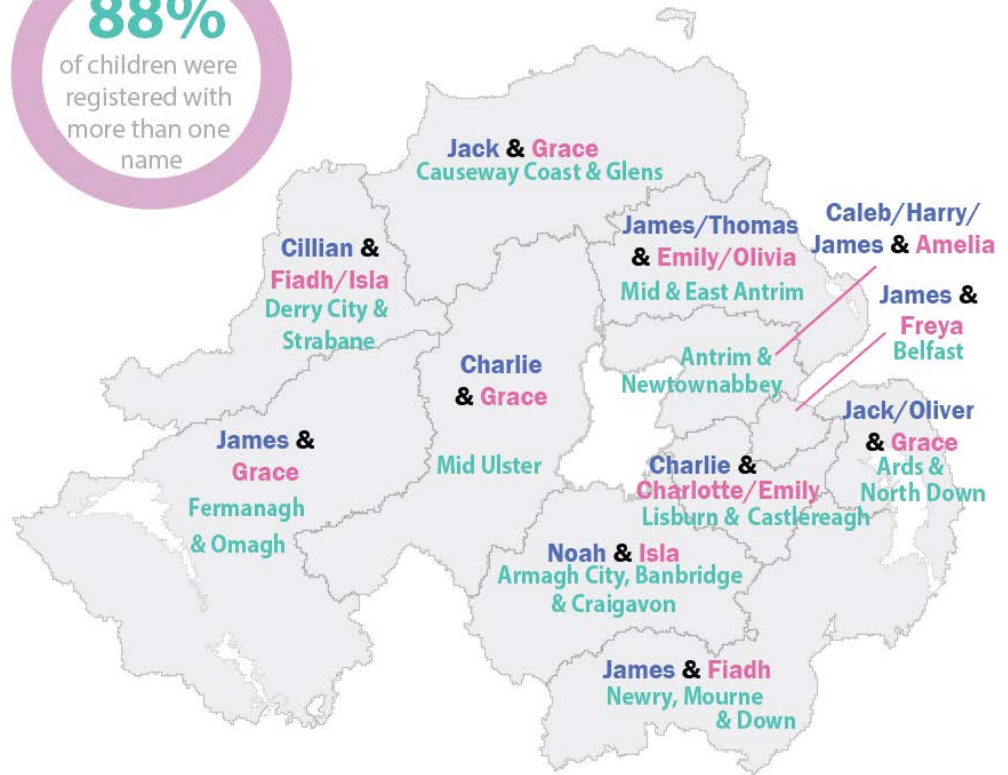 88%
of children were
registered with
more than one
name
Jack & Grace
Causeway Coast & Glens
Cillian &
Fiadh/Isla
Derry City &
Strabane
James/Thomas
& Emily/Olivia
Mid & East Antrim
Caleb/Harry/
James & Amelia
Antrim &
Newtownabbey
James &
Freya
Belfast
Charlie
& Grace
Mid Ulster
James &
Grace
Fermanagh
& Omagh
Jack/Oliver
& Grace
Ards &
North Down
Charlie &
Charlotte/Emily
Lisburn & Castlereagh
Noah & Isla
Armagh City, Banbridge
& Craigavon
James & Fiadh
Newry, Mourne
& Down